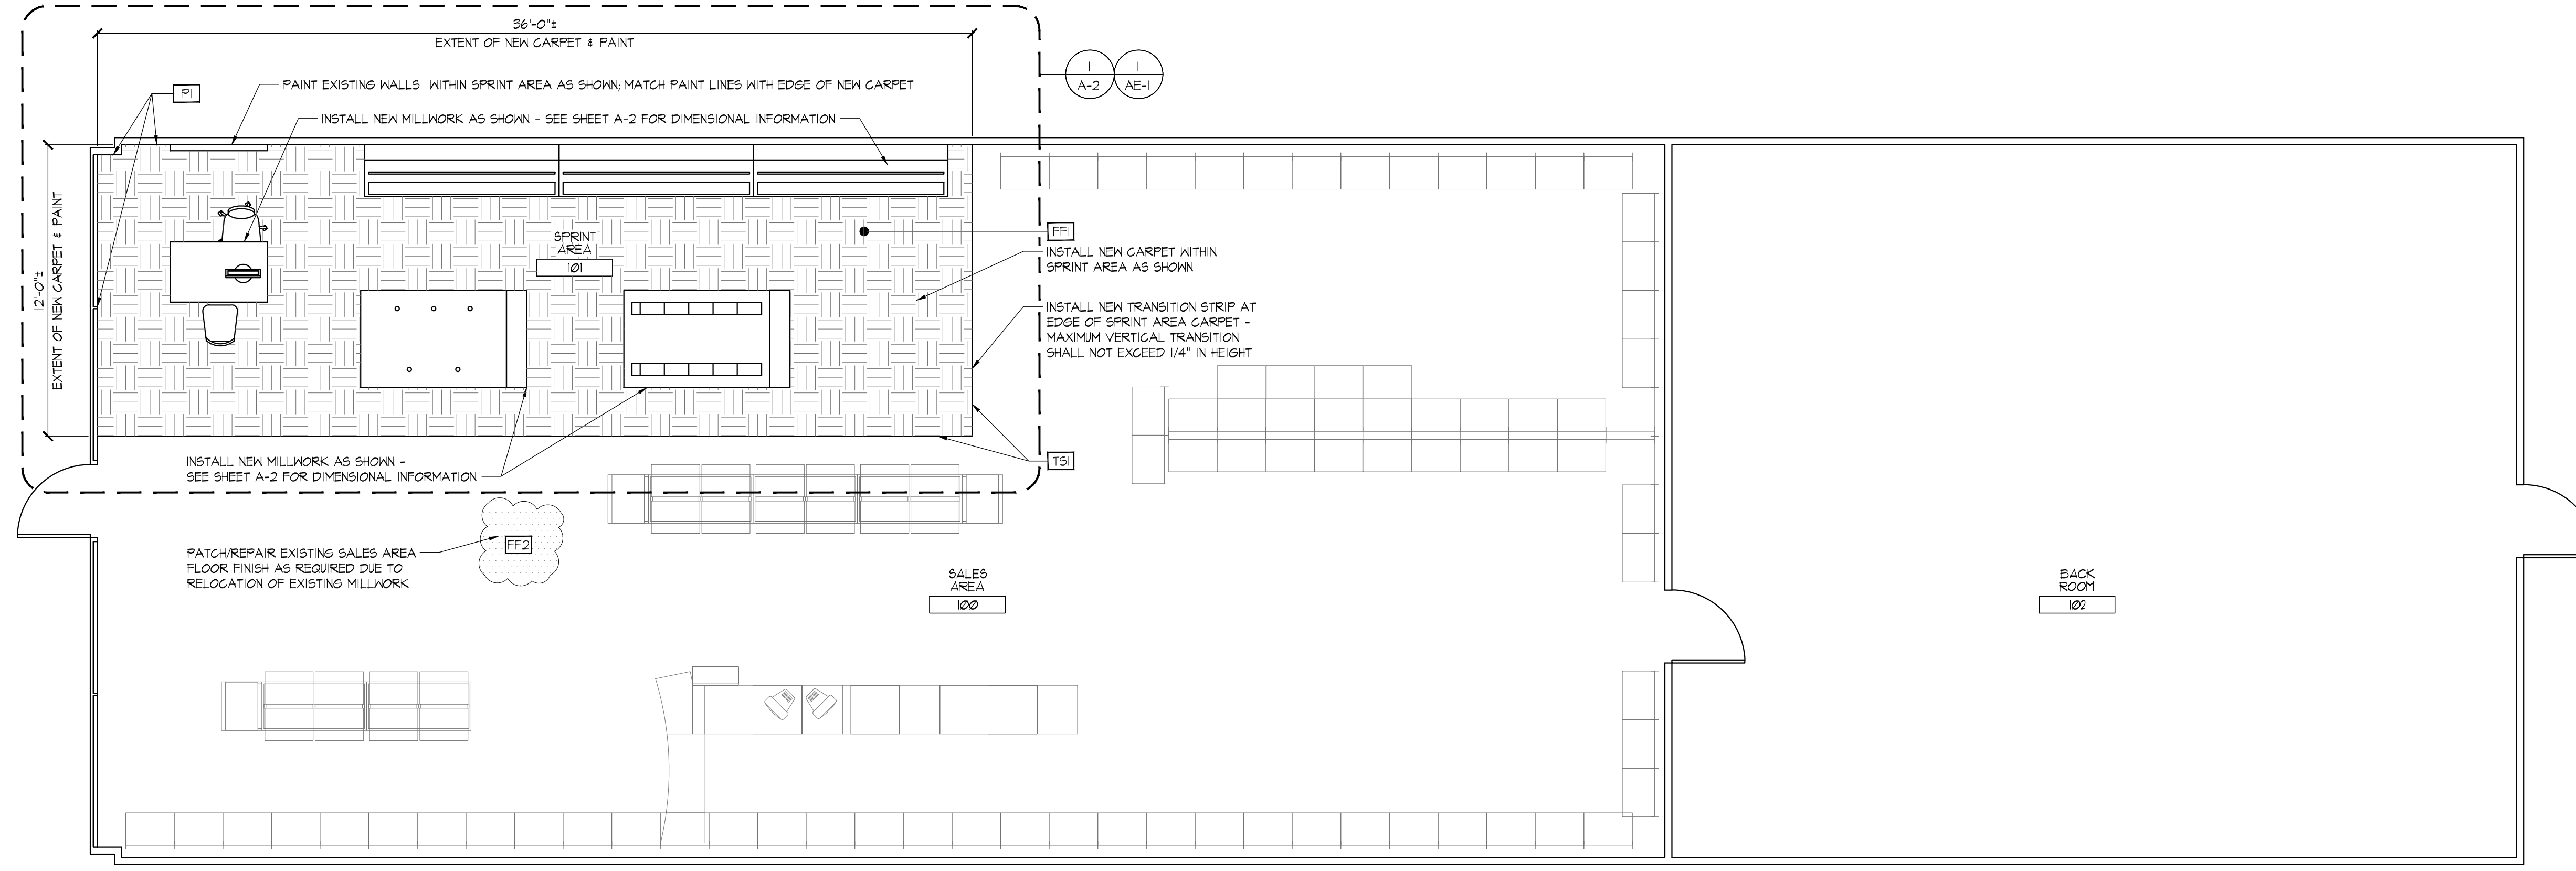 36'-0"±
EXTENT OF NEW CARPET & PAINT
1
A-2
1
AE-1
PAINT EXISTING WALLS WITHIN SPRINT AREA AS SHOWN; MATCH PAINT LINES WITH EDGE OF NEW CARPET
P1
INSTALL NEW MILLWORK AS SHOWN - SEE SHEET A-2 FOR DIMENSIONAL INFORMATION
12'-0"±
EXTENT OF NEW CARPET & PAINT
SPRINT
AREA
101
FF1
INSTALL NEW CARPET WITHIN
SPRINT AREA AS SHOWN
INSTALL NEW TRANSITION STRIP AT
EDGE OF SPRINT AREA CARPET -
MAXIMUM VERTICAL TRANSITION
SHALL NOT EXCEED 1/4" IN HEIGHT
TS1
INSTALL NEW MILLWORK AS SHOWN -
SEE SHEET A-2 FOR DIMENSIONAL INFORMATION
FF2
PATCH/REPAIR EXISTING SALES AREA
FLOOR FINISH AS REQUIRED DUE TO
RELOCATION OF EXISTING MILLWORK
SALES
AREA
100
BACK
ROOM
102